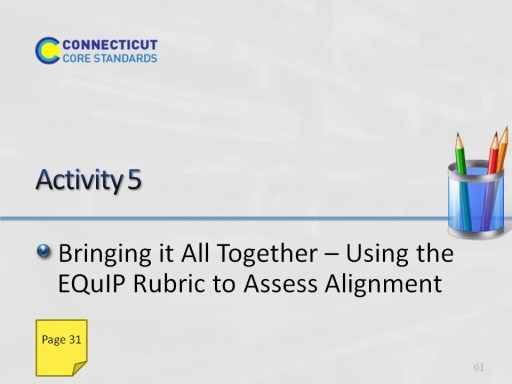 CONNECTICUT
CORE STANDARDS
Activity 5
Bringing it All Together – Using the
EQuIP Rubric to Assess Alignment
Page 31
61